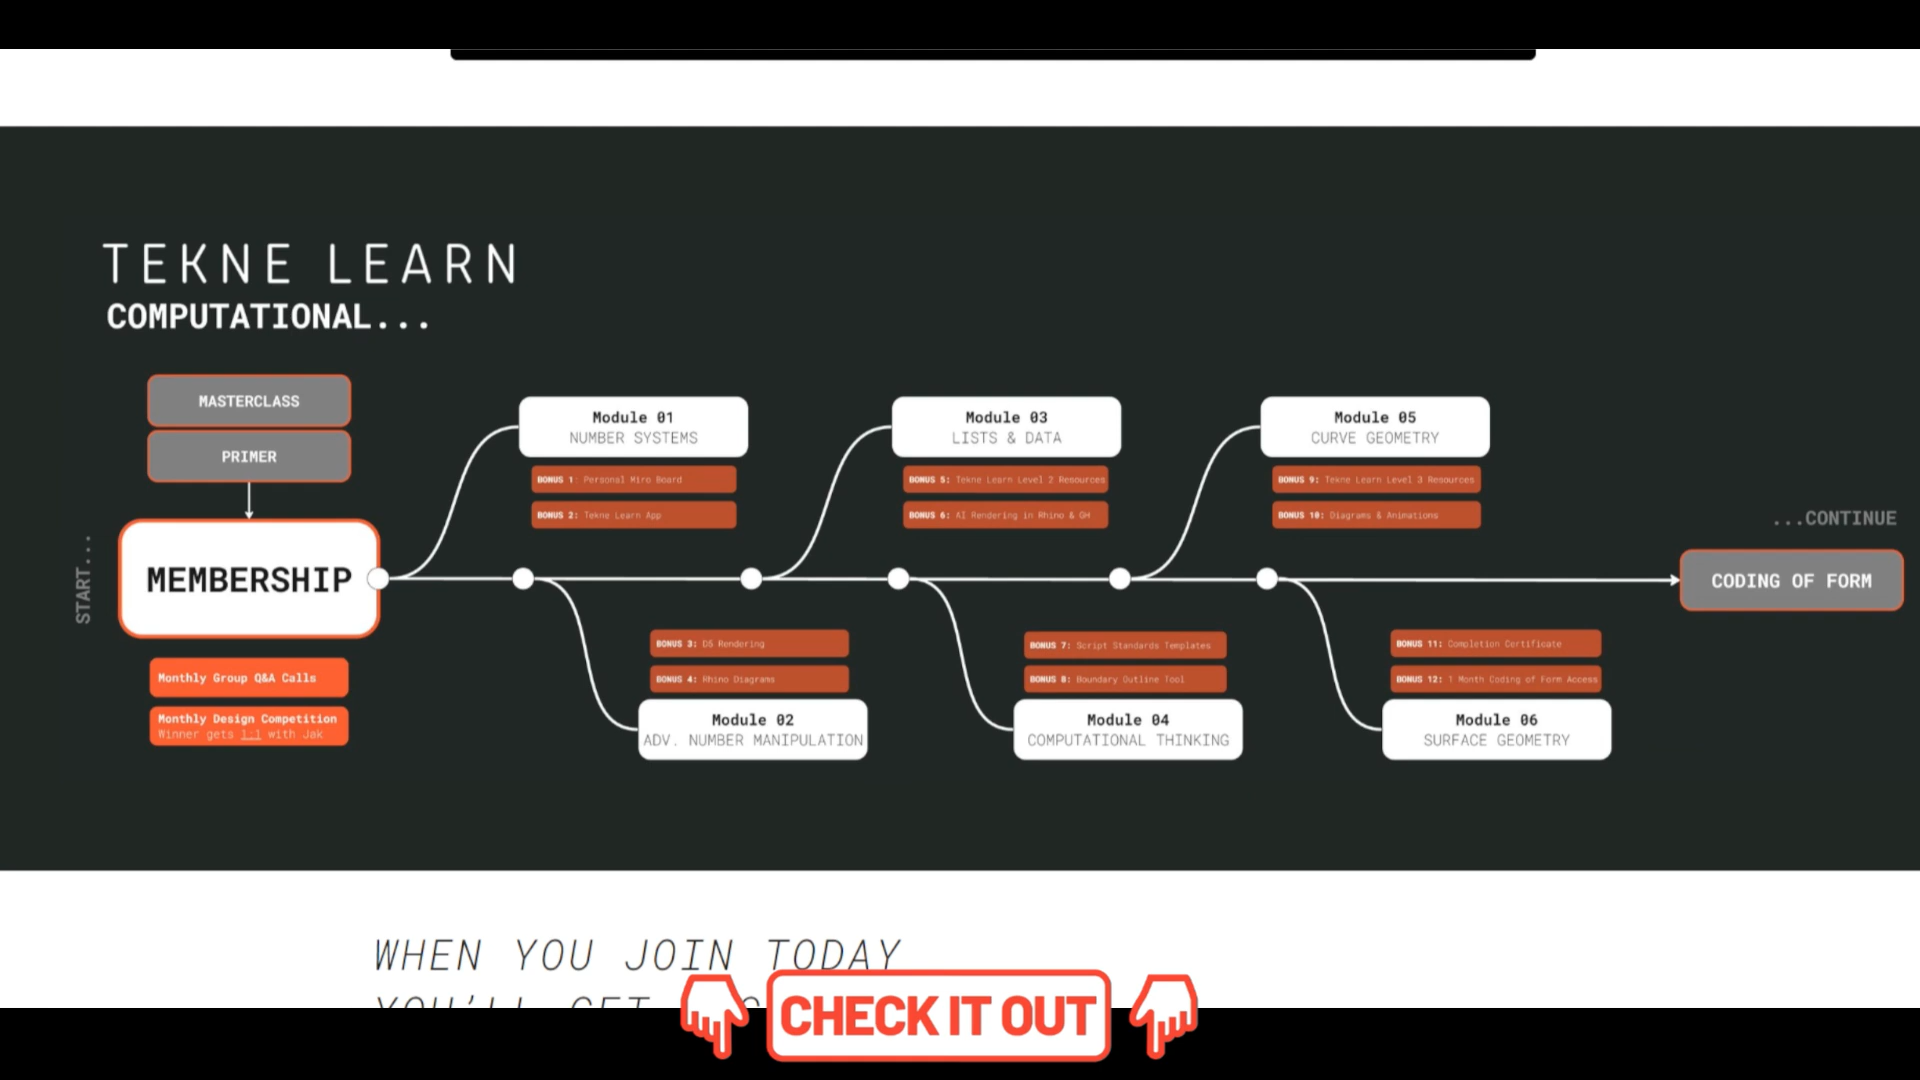 TEKNE LEARN
COMPUTATIONAL...
MASTERCLASS
PRIMER
START...
MEMBERSHIP
Monthly Group Q&A Calls
Monthly Design Competition
Winner gets 1:1 with Jak
Module 01
NUMBER SYSTEMS
BONUS 1: Personal Miro Board
BONUS 2: Tekne Learn App
BONUS 3: D5 Rendering
BONUS 4: Rhino Diagrams
Module 02
ADV. NUMBER MANIPULATION
Module 03
LISTS & DATA
BONUS 5: Tekne Learn Level 2 Resources
BONUS 6: AI Rendering in Rhino & GH
BONUS 7: Script Standards Templates
BONUS 8: Boundary Outline Tool
Module 04
COMPUTATIONAL THINKING
Module 05
CURVE GEOMETRY
BONUS 9: Tekne Learn Level 3 Resources
BONUS 10: Diagrams & Animations
BONUS 11: Completion Certificate
BONUS 12: 1 Month Coding of Form Access
Module 06
SURFACE GEOMETRY
...CONTINUE
CODING OF FORM
WHEN YOU JOIN TODAY
YOU'LL GET
CHECK IT OUT